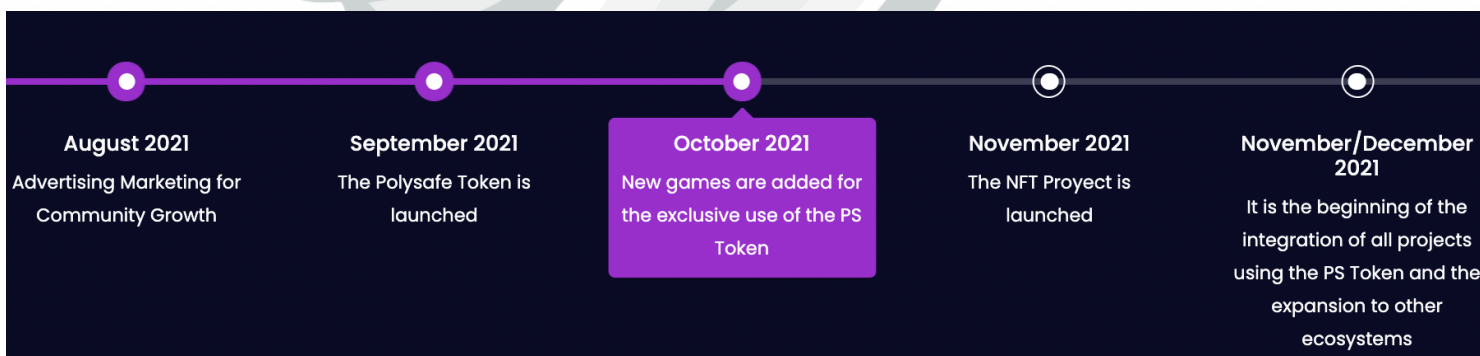 August 2021
Advertising Marketing for
Community Growth
September 2021
The Polysafe Token is
launched
October 2021
New games are added for
the exclusive use of the PS
Token
November 2021
The NFT Proyect is
launched
November/December
2021
It is the beginning of the
integration of all projects
using the PS Token and the
expansion to other
ecosystems